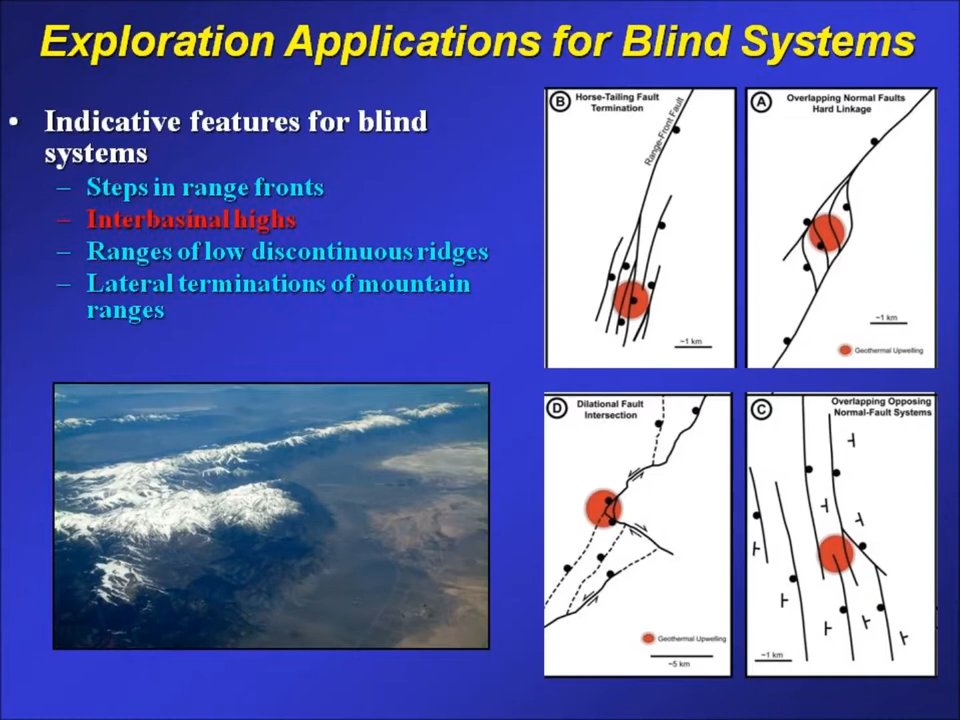 Exploration Applications for Blind Systems
• Indicative features for blind
systems
– Steps in range fronts
– Interbasinal highs
– Ranges of low discontinuous ridges
– Lateral terminations of mountain
ranges
B Horse-Tailing Fault
Termination
Range-Front Fault
~1 km
A Overlapping Normal Faults
Hard Linkage
~1 km
Geothermal Upwelling
D Dilational Fault
Intersection
Geothermal Upwelling
~5 km
C Overlapping Opposing
Normal-Fault Systems
~1 km